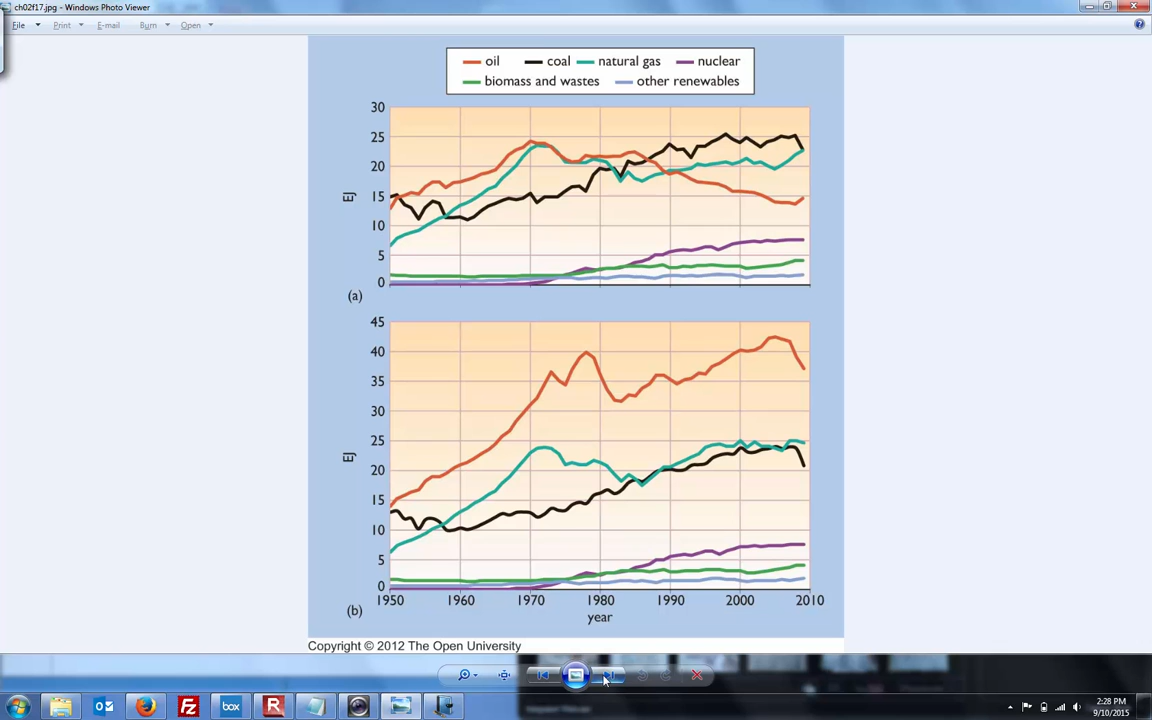 ch02f17.jpg - Windows Photo Viewer
File Print E-mail Burn Open
oil coal natural gas nuclear
biomass and wastes other renewables
30
25
20
15
10
5
0
EJ
(a)
45
40
35
30
25
20
15
10
5
0
EJ
(b)
1950 1960 1970 1980 1990 2000 2010
year
Copyright © 2012 The Open University
box
2:28 PM
9/10/2015